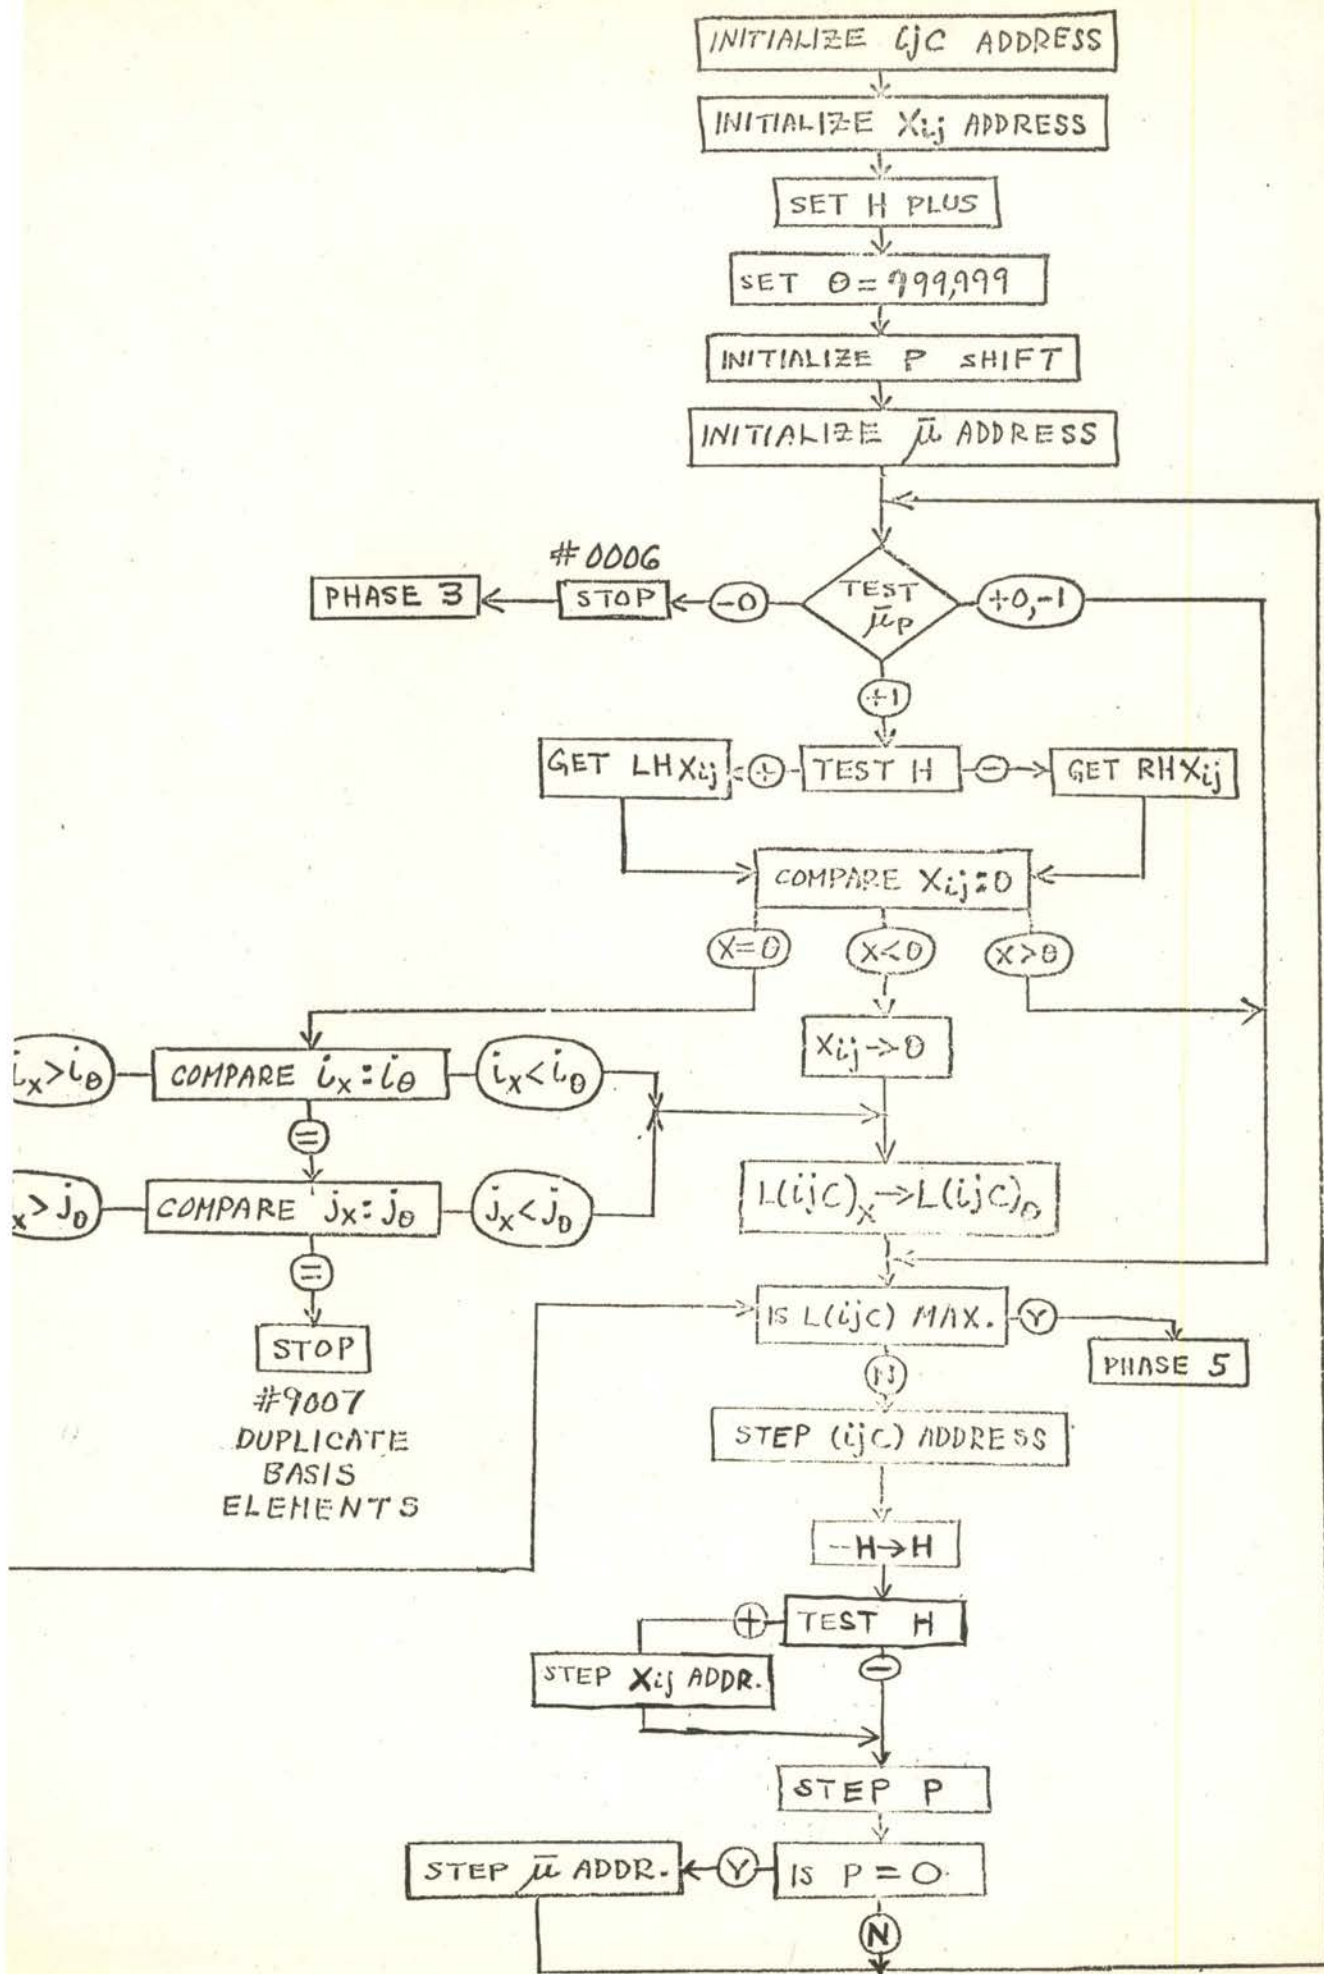 INITIALIZE ijC ADDRESS
INITIALIZE Xij ADDRESS
SET H PLUS
SET θ = 999,999
INITIALIZE P SHIFT
INITIALIZE μ̄ ADDRESS
#0006
PHASE 3
STOP
-0
TEST
μ̄P
+0,-1
+1
GET LHXij
+
TEST H
-
GET RHXij
COMPARE Xij:θ
X=θ
X<θ
X>θ
Xij->θ
iX>iθ
COMPARE iX:iθ
iX<iθ
=
L(ijC)X->L(ijC)θ
X>jθ
COMPARE jX:jθ
jX<jθ
=
IS L(ijC) MAX.
Y
STOP
PHASE 5
N
#9007
DUPLICATE
BASIS
ELEMENTS
STEP (ijC) ADDRESS
-H->H
+
TEST H
-
STEP Xij ADDR.
STEP P
STEP μ̄ ADDR.
Y
IS P = 0
N